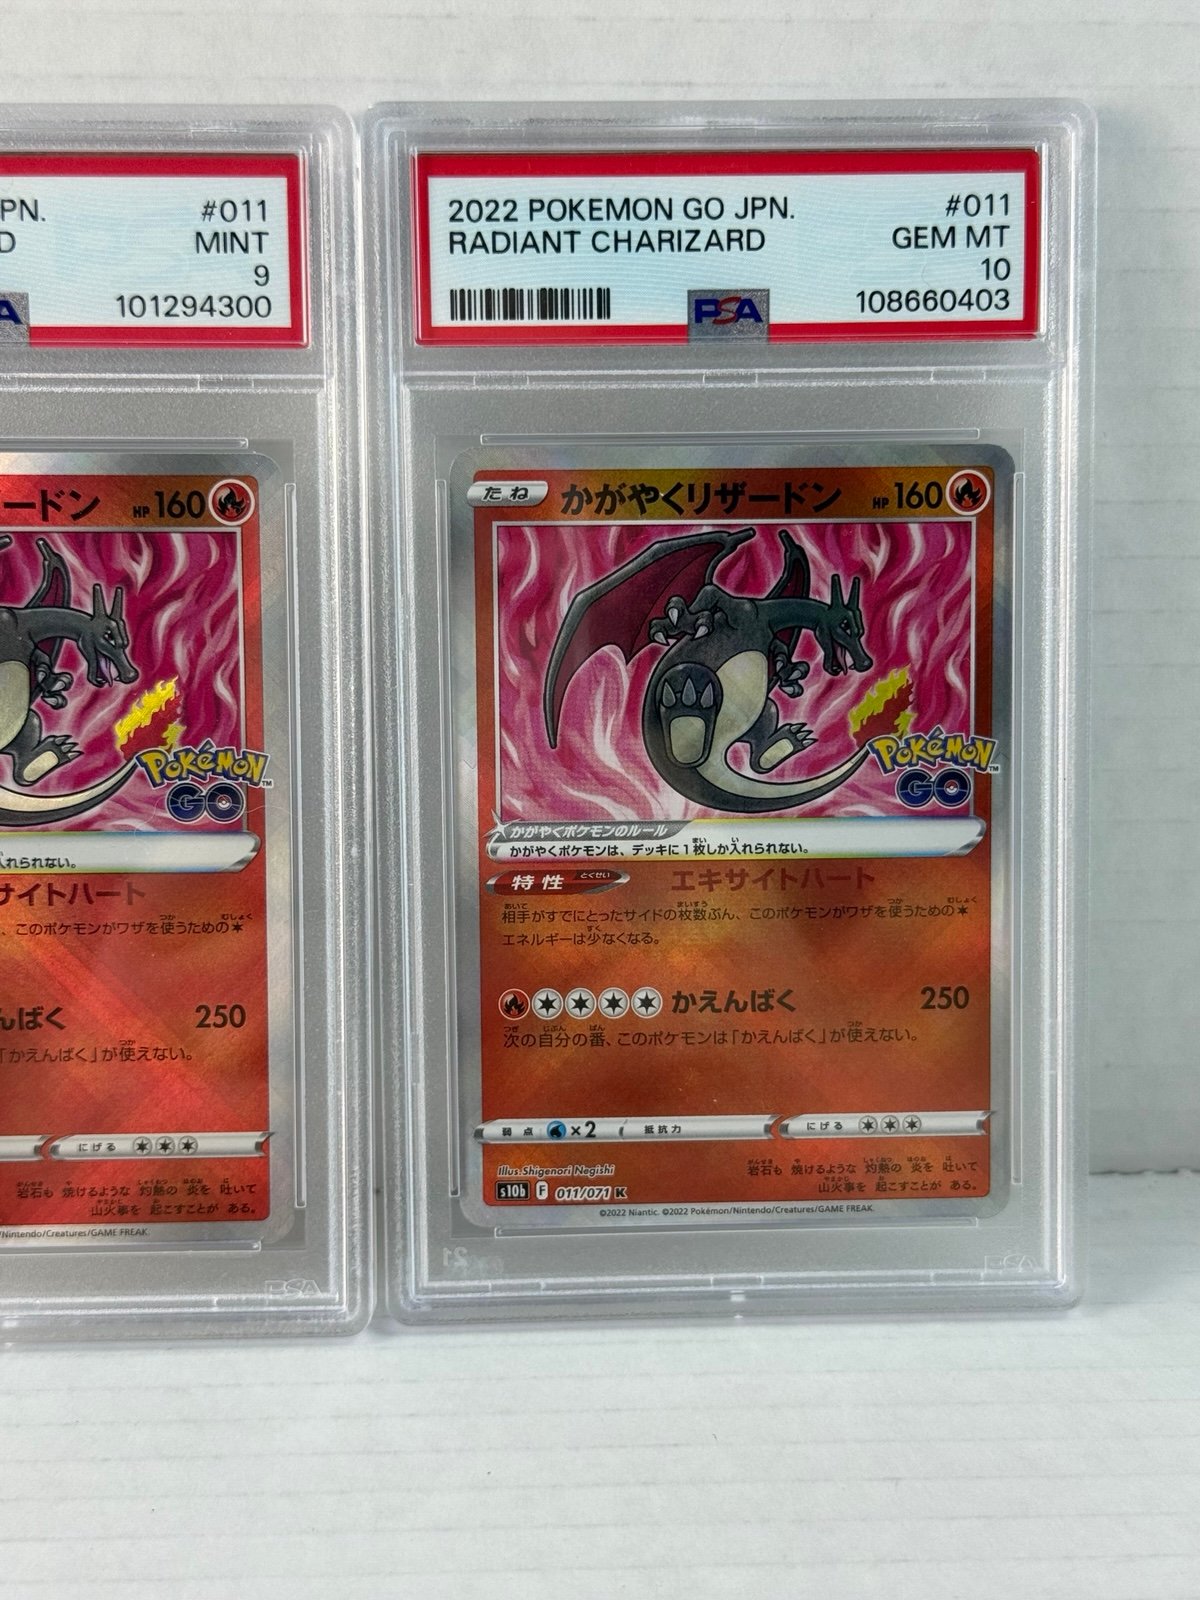 PN.
#011
D
MINT
9
101294300
ードン
HP 160
Pokémon
GO
入れられない。
サイトハート
、このポケモンがワザを使うための
んばく
250
「かえんばく」が使えない。
にげる
岩石も 焼けるような 灼熱の 炎を 吐いて
山火事を 起こすことが ある。
/Nintendo/Creatures/GAME FREAK.
PSA
2022 POKEMON GO JPN.
#011
RADIANT CHARIZARD
GEM MT
10
PSA
108660403
たね
かがやくリザードン
HP 160
Pokémon
GO
かがやくポケモンのルール
かがやくポケモンは、デッキに1枚しか入れられない。
特性
エキサイトハート
相手がすでにとったサイドの枚数ぶん、このポケモンがワザを使うための
エネルギーは少なくなる。
かえんばく
250
次の自分の番、このポケモンは「かえんばく」が使えない。
弱点
×2
抵抗力
にげる
Illus. Shigenori Negishi
s10b F 011/071 K
岩石も 焼けるような 灼熱の 炎を 吐いて
山火事を 起こすことが ある。
©2022 Niantic. ©2022 Pokémon/Nintendo/Creatures/GAME FREAK.
PSA